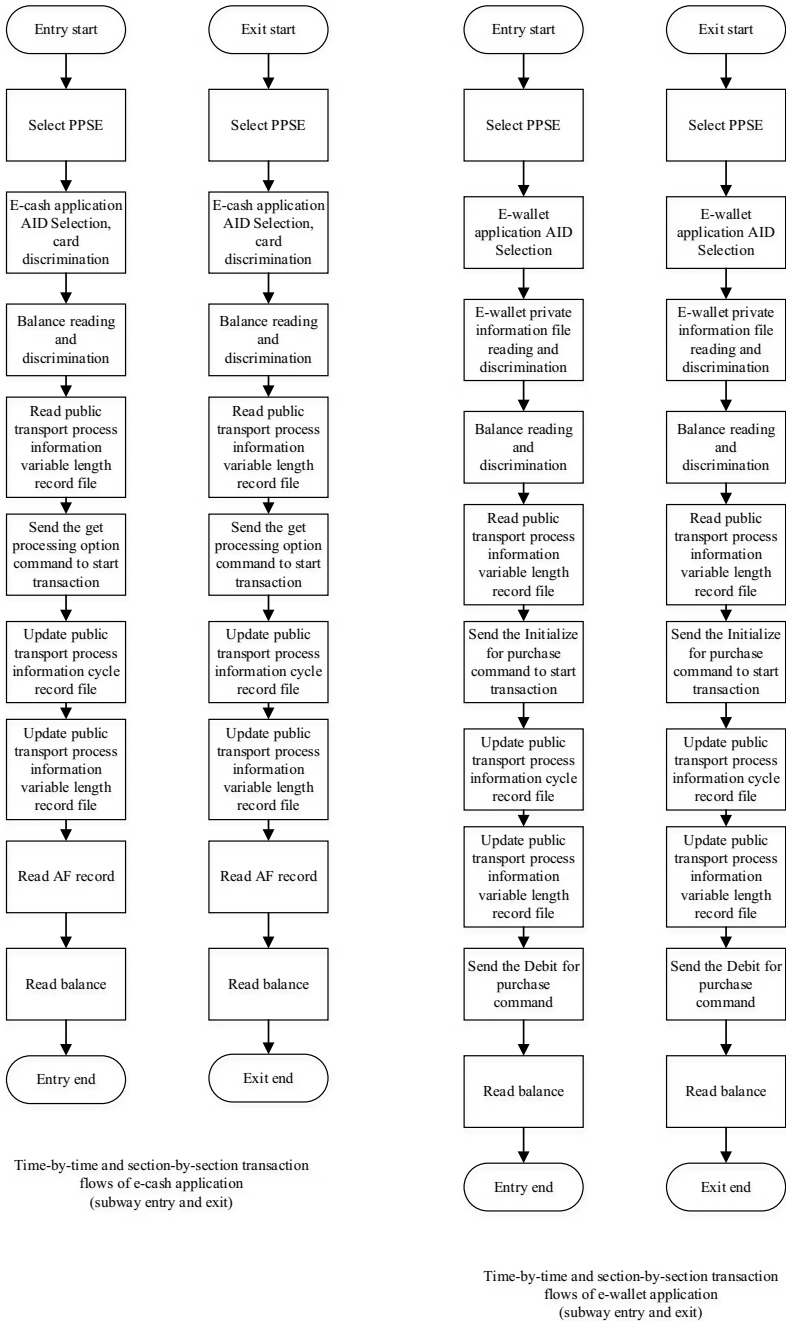 Entry start
Select PPSE
E-cash application
AID Selection,
card
discrimination
Balance reading
and
discrimination
Read public
transport process
information
variable length
record file
Send the get
processing option
command to start
transaction
Update public
transport process
information cycle
record file
Update public
transport process
information
variable length
record file
Read AF record
Read balance
Entry end
Exit start
Select PPSE
E-cash application
AID Selection,
card
discrimination
Balance reading
and
discrimination
Read public
transport process
information
variable length
record file
Send the get
processing option
command to start
transaction
Update public
transport process
information cycle
record file
Update public
transport process
information
variable length
record file
Read AF record
Read balance
Exit end
Time-by-time and section-by-section transaction
flows of e-cash application
(subway entry and exit)
Entry start
Select PPSE
E-wallet
application AID
Selection
E-wallet private
information file
reading and
discrimination
Balance reading
and
discrimination
Read public
transport process
information
variable length
record file
Send the Initialize
for purchase
command to start
transaction
Update public
transport process
information cycle
record file
Update public
transport process
information
variable length
record file
Send the Debit for
purchase
command
Read balance
Entry end
Exit start
Select PPSE
E-wallet
application AID
Selection
E-wallet private
information file
reading and
discrimination
Balance reading
and
discrimination
Read public
transport process
information
variable length
record file
Send the Initialize
for purchase
command to start
transaction
Update public
transport process
information cycle
record file
Update public
transport process
information
variable length
record file
Send the Debit for
purchase
command
Read balance
Exit end
Time-by-time and section-by-section transaction
flows of e-wallet application
(subway entry and exit)